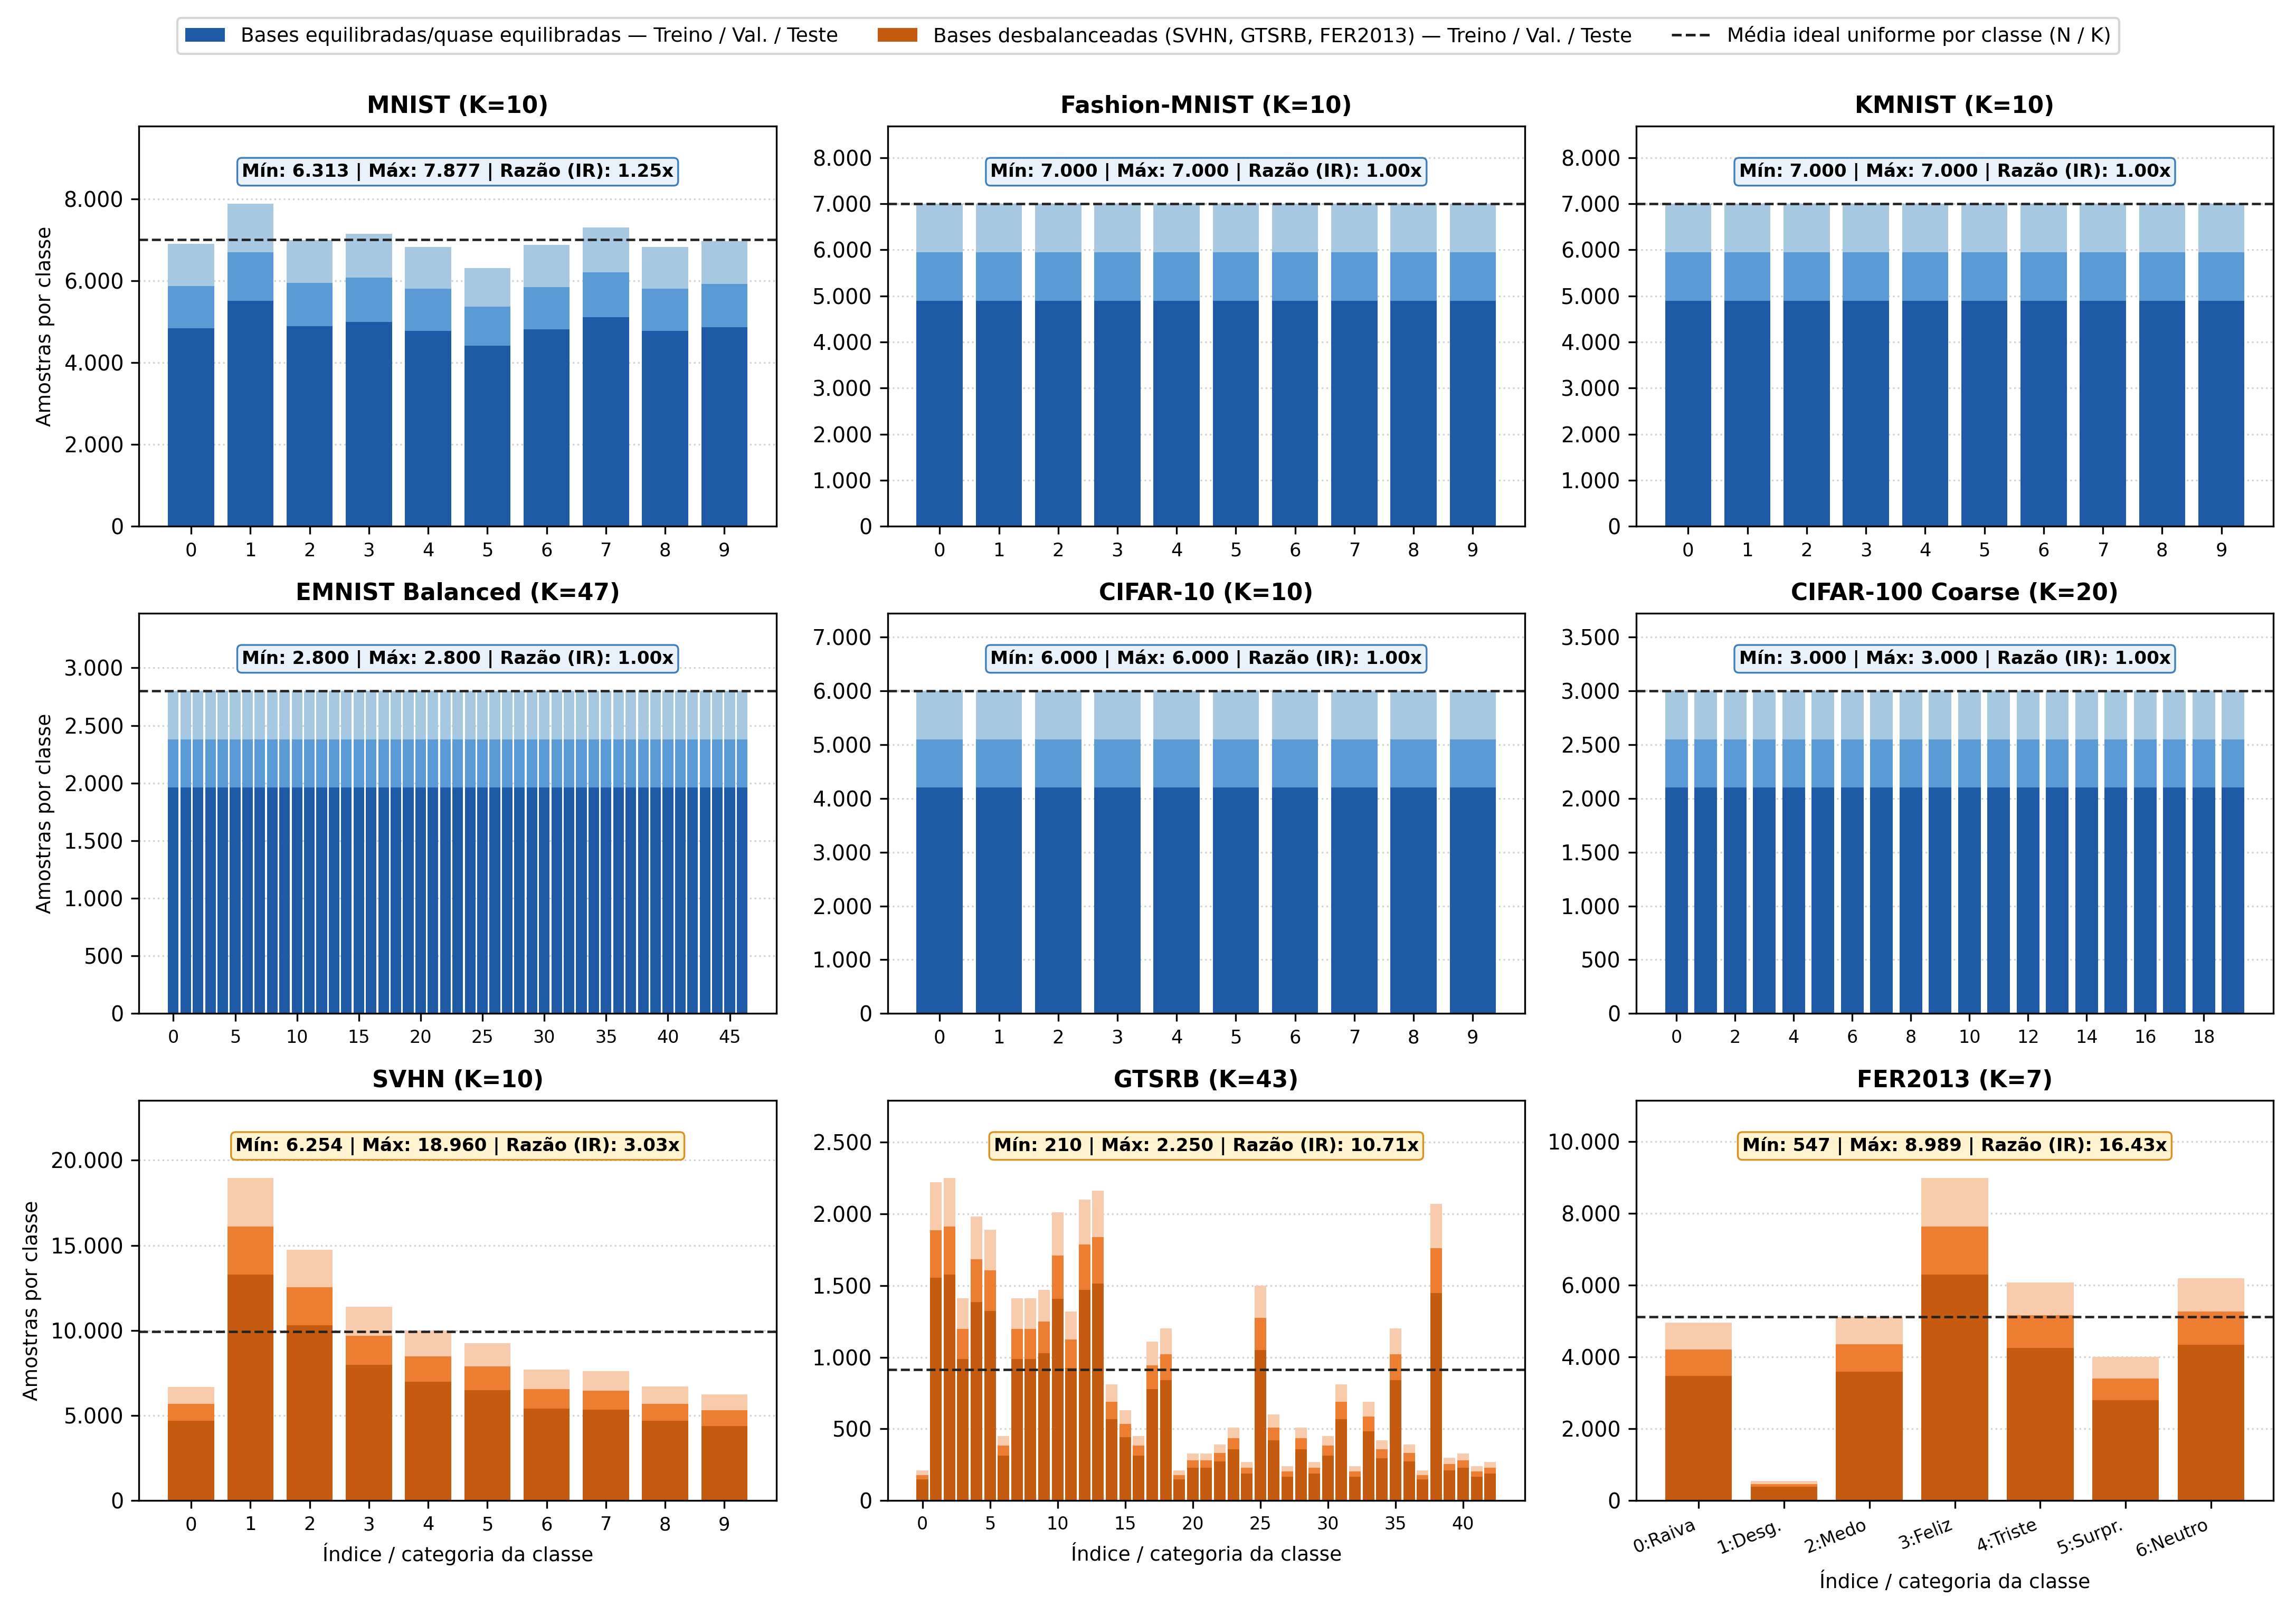 Bases equilibradas/quase equilibradas — Treino / Val. / Teste
Bases desbalanceadas (SVHN, GTSRB, FER2013) — Treino / Val. / Teste
Média ideal uniforme por classe (N / K)
MNIST (K=10)
Mín: 6.313 | Máx: 7.877 | Razão (IR): 1.25x
Amostras por classe
8.000
6.000
4.000
2.000
0
0 1 2 3 4 5 6 7 8 9
Fashion-MNIST (K=10)
Mín: 7.000 | Máx: 7.000 | Razão (IR): 1.00x
8.000
7.000
6.000
5.000
4.000
3.000
2.000
1.000
0
0 1 2 3 4 5 6 7 8 9
KMNIST (K=10)
Mín: 7.000 | Máx: 7.000 | Razão (IR): 1.00x
8.000
7.000
6.000
5.000
4.000
3.000
2.000
1.000
0
0 1 2 3 4 5 6 7 8 9
EMNIST Balanced (K=47)
Mín: 2.800 | Máx: 2.800 | Razão (IR): 1.00x
Amostras por classe
3.000
2.500
2.000
1.500
1.000
500
0
0 5 10 15 20 25 30 35 40 45
CIFAR-10 (K=10)
Mín: 6.000 | Máx: 6.000 | Razão (IR): 1.00x
7.000
6.000
5.000
4.000
3.000
2.000
1.000
0
0 1 2 3 4 5 6 7 8 9
CIFAR-100 Coarse (K=20)
Mín: 3.000 | Máx: 3.000 | Razão (IR): 1.00x
3.500
3.000
2.500
2.000
1.500
1.000
500
0
0 2 4 6 8 10 12 14 16 18
SVHN (K=10)
Mín: 6.254 | Máx: 18.960 | Razão (IR): 3.03x
Amostras por classe
20.000
15.000
10.000
5.000
0
0 1 2 3 4 5 6 7 8 9
Índice / categoria da classe
GTSRB (K=43)
Mín: 210 | Máx: 2.250 | Razão (IR): 10.71x
2.500
2.000
1.500
1.000
500
0
0 5 10 15 20 25 30 35 40
Índice / categoria da classe
FER2013 (K=7)
Mín: 547 | Máx: 8.989 | Razão (IR): 16.43x
10.000
8.000
6.000
4.000
2.000
0
0:Raiva 1:Desg. 2:Medo 3:Feliz 4:Triste 5:Surpr. 6:Neutro
Índice / categoria da classe